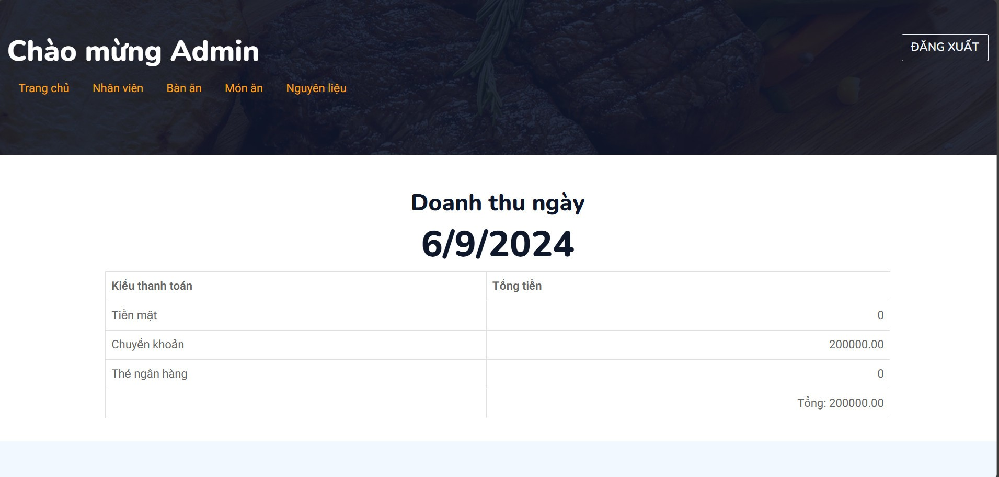 Chào mừng Admin
ĐĂNG XUẤT
Trang chủ Nhân viên Bàn ăn Món ăn Nguyên liệu
Doanh thu ngày
6/9/2024
Kiểu thanh toán Tổng tiền
Tiền mặt 0
Chuyển khoản 200000.00
Thẻ ngân hàng 0
Tổng: 200000.00